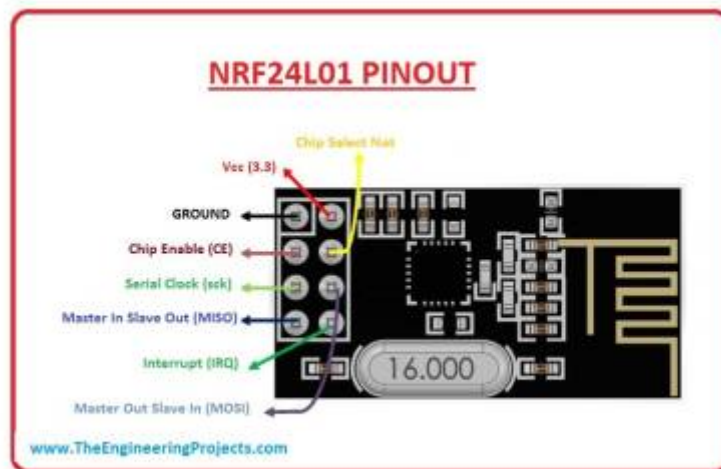 NRF24L01 PINOUT
Chip Select Not
Vcc (3.3)
GROUND
Chip Enable (CE)
Serial Clock (sck)
Master In Slave Out (MISO)
Interrupt (IRQ)
16.000
Master Out Slave In (MOSI)
www.TheEngineeringProjects.com